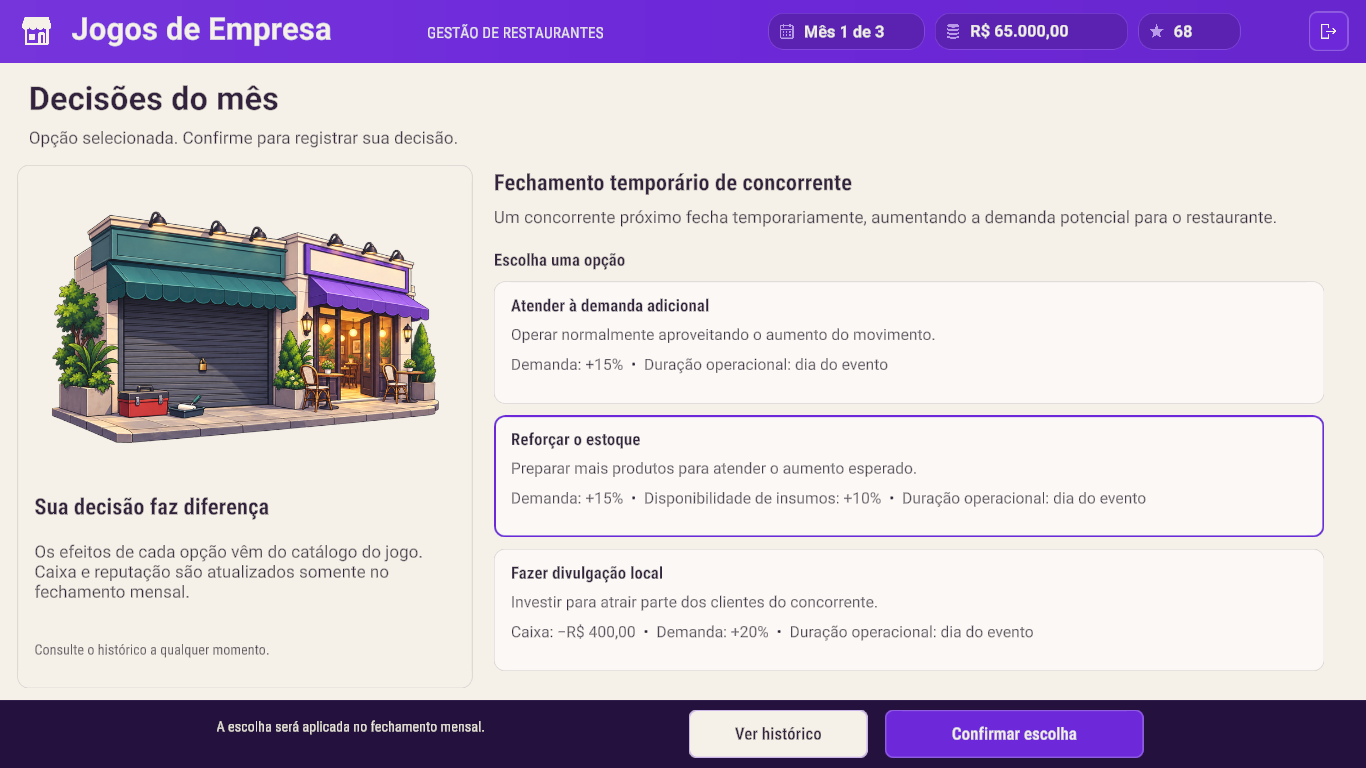 Jogos de Empresa
GESTÃO DE RESTAURANTES
Mês 1 de 3
R$ 65.000,00
68
Decisões do mês
Opção selecionada. Confirme para registrar sua decisão.
Sua decisão faz diferença
Os efeitos de cada opção vêm do catálogo do jogo.
Caixa e reputação são atualizados somente no
fechamento mensal.
Consulte o histórico a qualquer momento.
Fechamento temporário de concorrente
Um concorrente próximo fecha temporariamente, aumentando a demanda potencial para o restaurante.
Escolha uma opção
Atender à demanda adicional
Operar normalmente aproveitando o aumento do movimento.
Demanda: +15% • Duração operacional: dia do evento
Reforçar o estoque
Preparar mais produtos para atender o aumento esperado.
Demanda: +15% • Disponibilidade de insumos: +10% • Duração operacional: dia do evento
Fazer divulgação local
Investir para atrair parte dos clientes do concorrente.
Caixa: −R$ 400,00 • Demanda: +20% • Duração operacional: dia do evento
A escolha será aplicada no fechamento mensal.
Ver histórico
Confirmar escolha